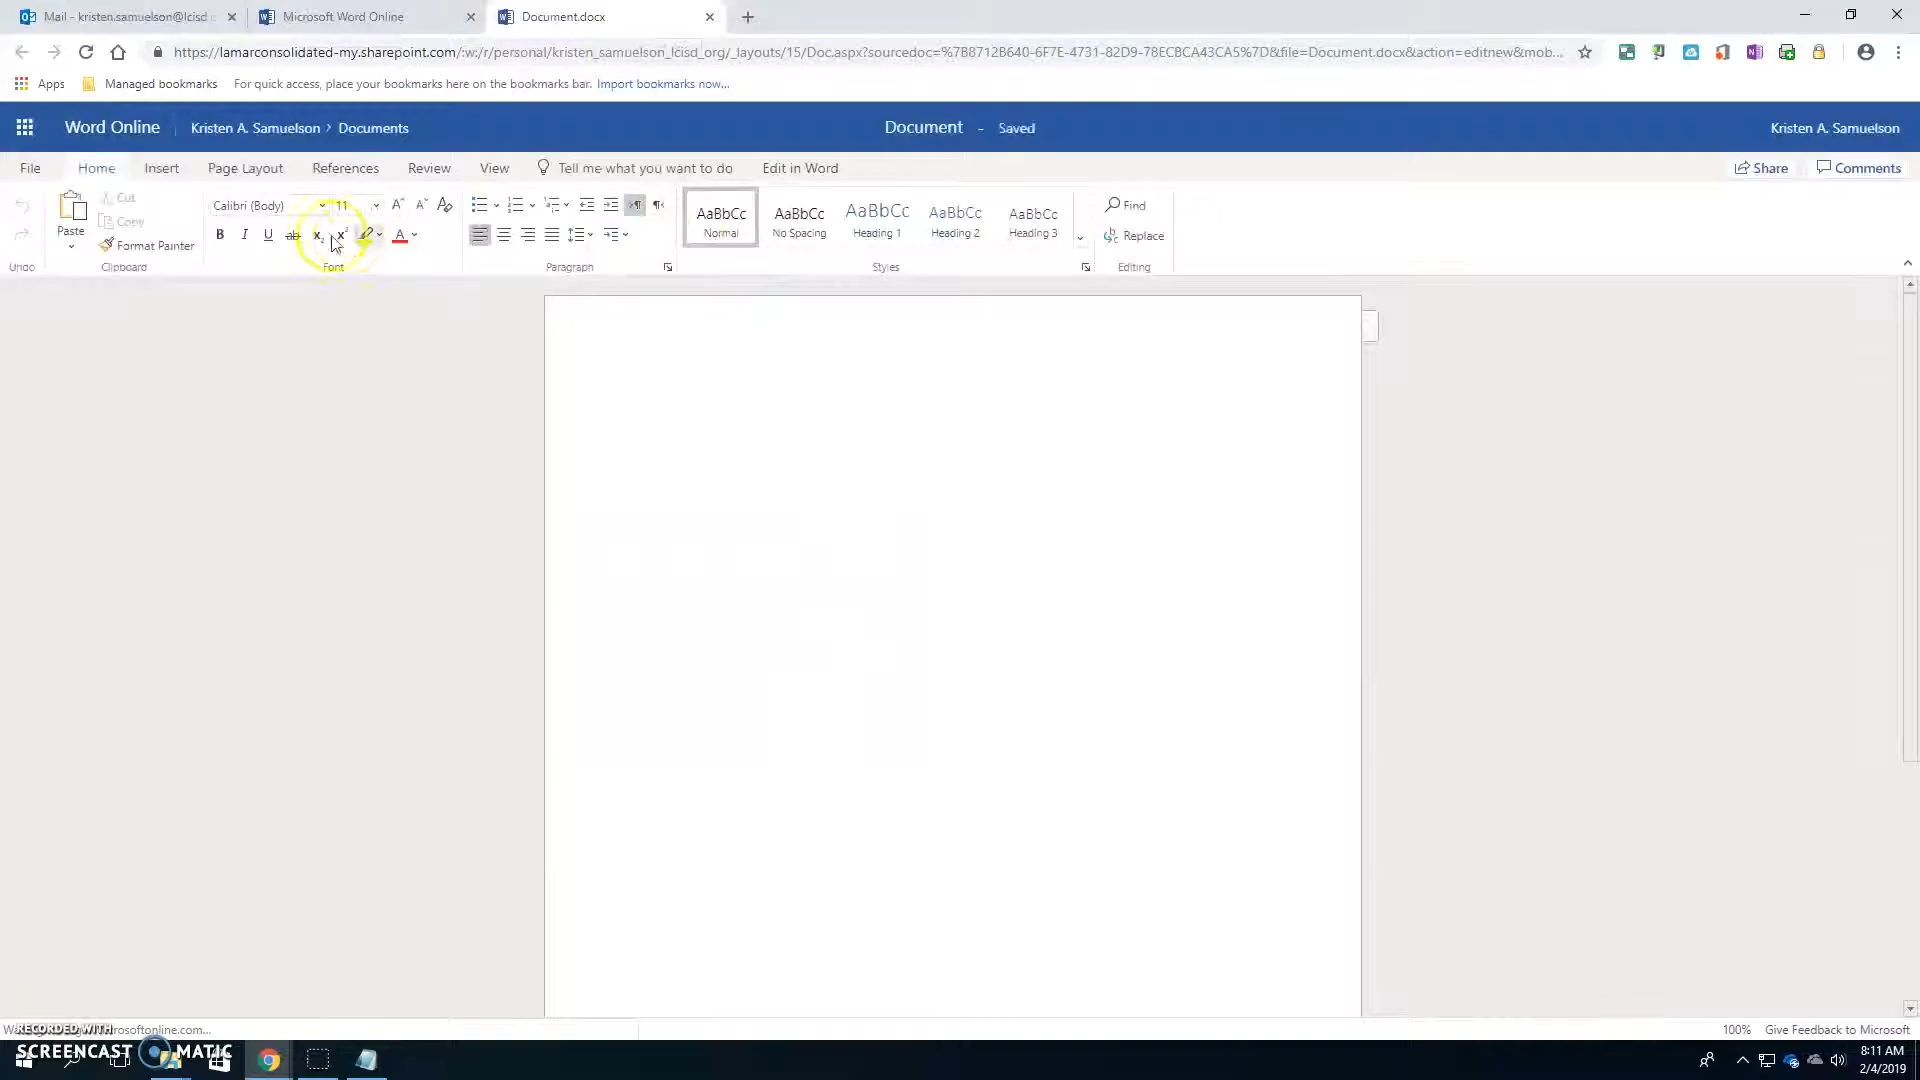 Mail - kristen.samuelson@lcisd
Microsoft Word Online
Document.docx
https://lamarconsolidated-my.sharepoint.com/:w:/r/personal/kristen_samuelson_lcisd_org/_layouts/15/Doc.aspx?sourcedoc=%7B8712B640-6F7E-4731-82D9-78ECBCA43CA5%7D&file=Document.docx&action=editnew&mob...
Apps
Managed bookmarks
For quick access, place your bookmarks here on the bookmarks bar. Import bookmarks now...
Word Online
Kristen A. Samuelson > Documents
Document - Saved
Kristen A. Samuelson
File Home Insert Page Layout References Review View Tell me what you want to do Edit in Word
Share Comments
Paste
Cut
Copy
Format Painter
Calibri (Body) 11
B I U ab x₂ x² A
AaBbCc AaBbCc AaBbCc AaBbCc AaBbCc
Normal No Spacing Heading 1 Heading 2 Heading 3
Find
Replace
Undo Clipboard Font Paragraph Styles Editing
rosoftonline.com...
RECORDED WITH
SCREENCAST MATIC
100% Give Feedback to Microsoft
8:11 AM
2/4/2019